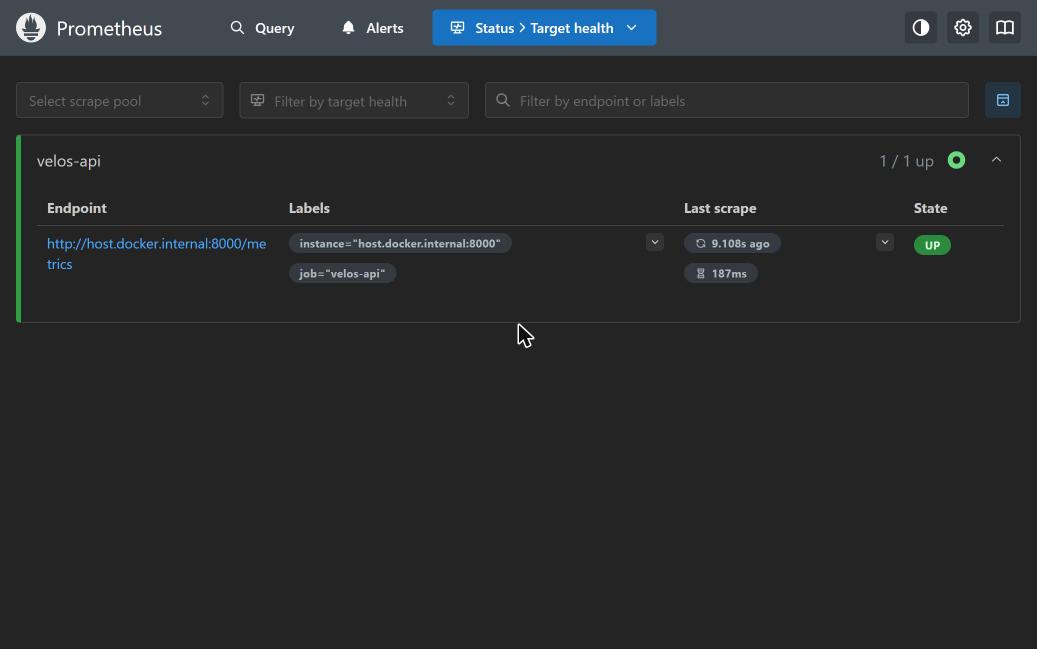 Prometheus
Query
Alerts
Status > Target health
Select scrape pool
Filter by target health
Filter by endpoint or labels
velos-api
1 / 1 up
Endpoint
Labels
Last scrape
State
http://host.docker.internal:8000/me
trics
instance="host.docker.internal:8000"
job="velos-api"
9.108s ago
187ms
UP